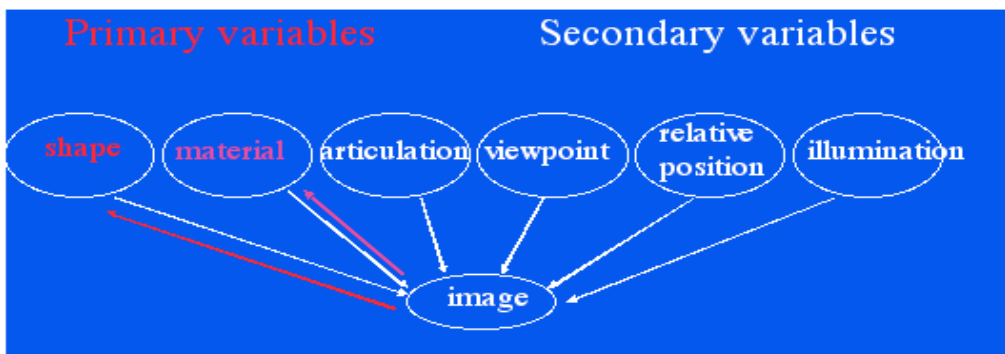 Primary variables
Secondary variables
shape
material
articulation
viewpoint
relative
position
illumination
image